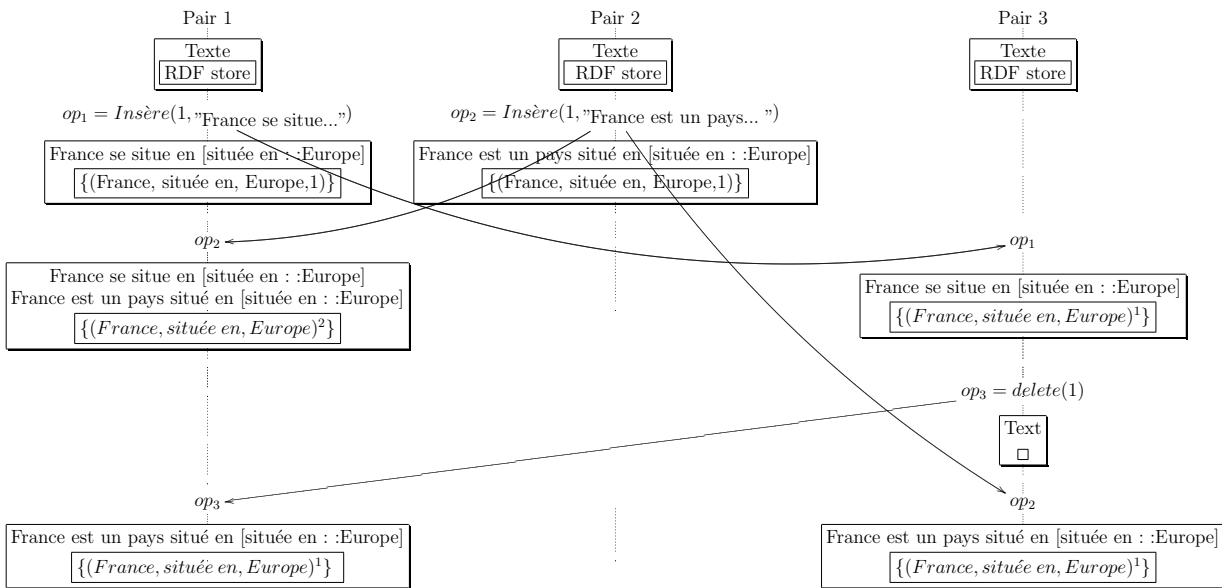 Pair 1
Pair 2
Pair 3
Texte
RDF store
Texte
RDF store
Texte
RDF store
op₁ = Insère(1, "France se situe...")
op₂ = Insère(1, "France est un pays... ")
France se situe en [située en : :Europe]
{(France, située en, Europe,1)}
France est un pays situé en [située en : :Europe]
{(France, située en, Europe,1)}
op₂
op₁
France se situe en [située en : :Europe]
France est un pays situé en [située en : :Europe]
{(France, située en, Europe)²}
France se situe en [située en : :Europe]
{(France, située en, Europe)¹}
op₃ = delete(1)
Text
op₃
op₂
France est un pays situé en [située en : :Europe]
{(France, située en, Europe)¹}
France est un pays situé en [située en : :Europe]
{(France, située en, Europe)¹}